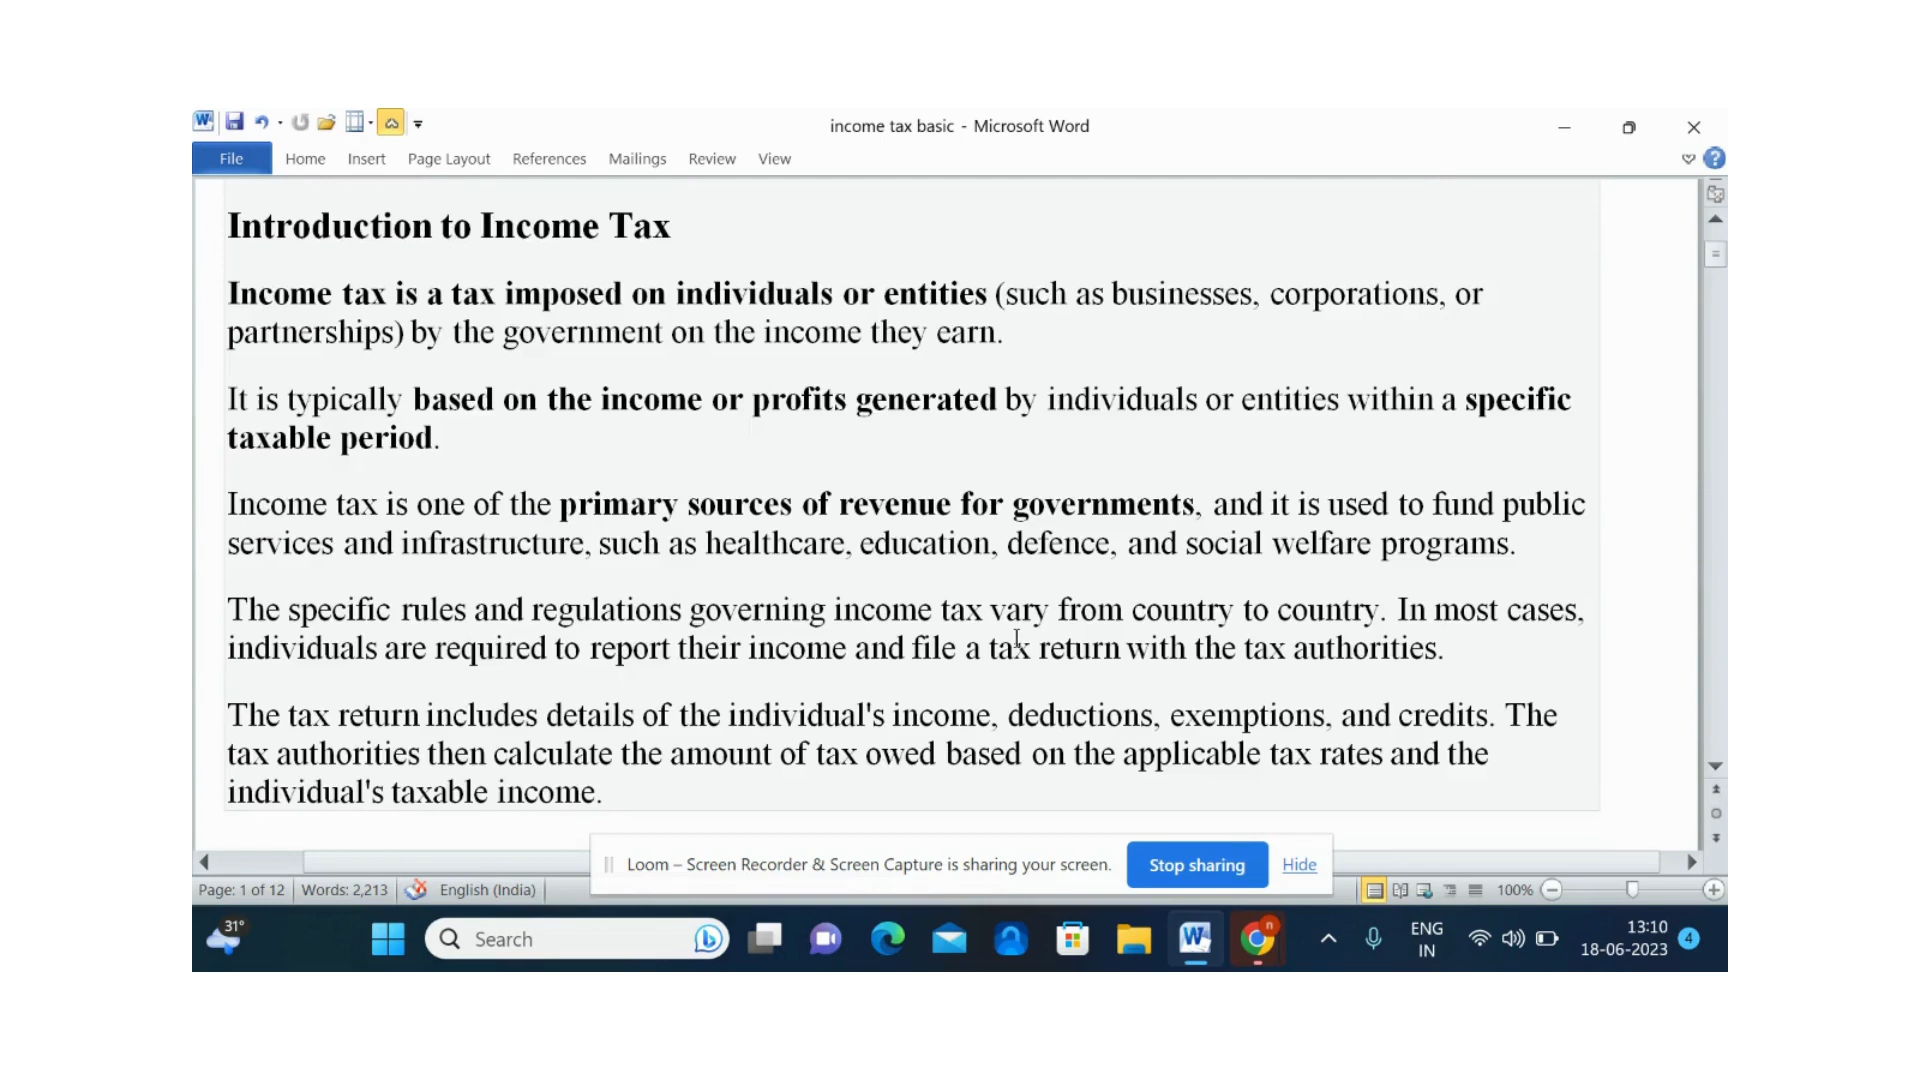 income tax basic - Microsoft Word
File Home Insert Page Layout References Mailings Review View
Introduction to Income Tax
Income tax is a tax imposed on individuals or entities (such as businesses, corporations, or
partnerships) by the government on the income they earn.
It is typically based on the income or profits generated by individuals or entities within a specific
taxable period.
Income tax is one of the primary sources of revenue for governments, and it is used to fund public
services and infrastructure, such as healthcare, education, defence, and social welfare programs.
The specific rules and regulations governing income tax vary from country to country. In most cases,
individuals are required to report their income and file a tax return with the tax authorities.
The tax return includes details of the individual's income, deductions, exemptions, and credits. The
tax authorities then calculate the amount of tax owed based on the applicable tax rates and the
individual's taxable income.
Loom – Screen Recorder & Screen Capture is sharing your screen. Stop sharing Hide
Page: 1 of 12 Words: 2,213 English (India) 100%
31° Search ENG 13:10 4
IN 18-06-2023